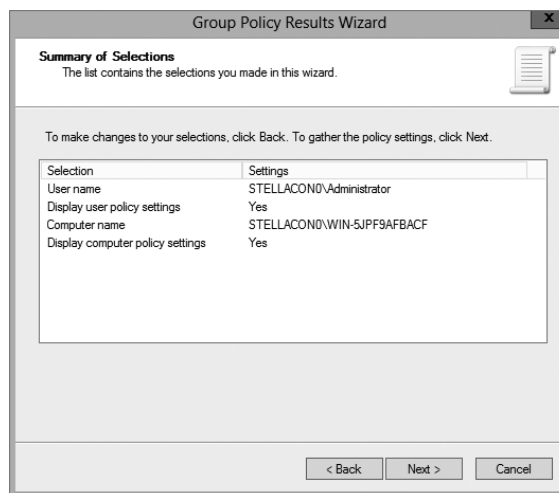 Group Policy Results Wizard
X
Summary of Selections
The list contains the selections you made in this wizard.
To make changes to your selections, click Back. To gather the policy settings, click Next.
Selection Settings
User name STELLACON0\Administrator
Display user policy settings Yes
Computer name STELLACON0\WIN-5JPF9AFBACF
Display computer policy settings Yes
< Back Next > Cancel